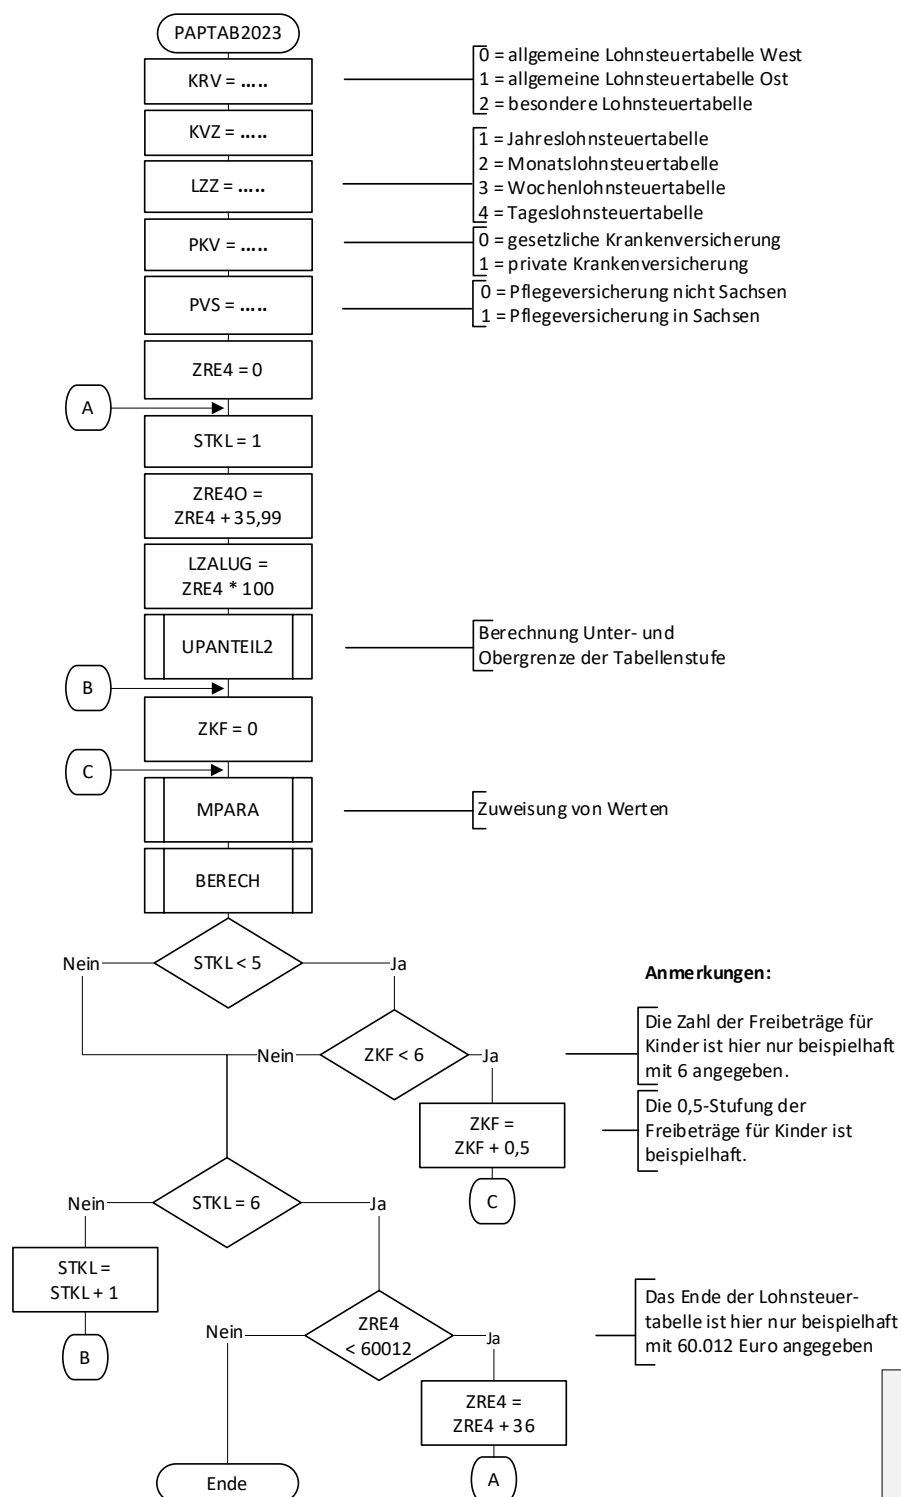 PAPTAB2023
KRV = .....
0 = allgemeine Lohnsteuertabelle West
1 = allgemeine Lohnsteuertabelle Ost
2 = besondere Lohnsteuertabelle
KVZ = .....
LZZ = .....
1 = Jahreslohnsteuertabelle
2 = Monatslohnsteuertabelle
3 = Wochenlohnsteuertabelle
4 = Tageslohnsteuertabelle
PKV = .....
0 = gesetzliche Krankenversicherung
1 = private Krankenversicherung
PVS = .....
0 = Pflegeversicherung nicht Sachsen
1 = Pflegeversicherung in Sachsen
ZRE4 = 0
A
STKL = 1
ZRE4O =
ZRE4 + 35,99
LZALUG =
ZRE4 * 100
UPANTEIL2
Berechnung Unter- und
Obergrenze der Tabellenstufe
B
ZKF = 0
C
MPARA
Zuweisung von Werten
BERECH
STKL < 5
Nein
Ja
Anmerkungen:
ZKF < 6
Nein
Ja
Die Zahl der Freibeträge für
Kinder ist hier nur beispielhaft
mit 6 angegeben.
ZKF =
ZKF + 0,5
Die 0,5-Stufung der
Freibeträge für Kinder ist
beispielhaft.
C
STKL = 6
Nein
Ja
STKL =
STKL + 1
B
ZRE4
< 60012
Nein
Ja
Das Ende der Lohnsteuer-
tabelle ist hier nur beispielhaft
mit 60.012 Euro angegeben
ZRE4 =
ZRE4 + 36
A
Ende